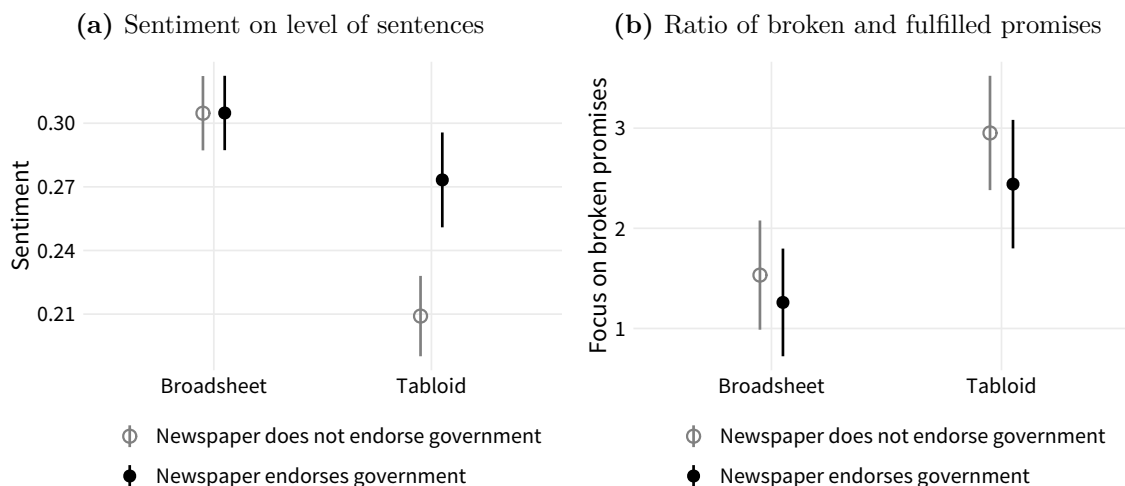 (a) Sentiment on level of sentences
Sentiment
0.30
0.27
0.24
0.21
Broadsheet Tabloid
Newspaper does not endorse government
Newspaper endorses government
(b) Ratio of broken and fulfilled promises
Focus on broken promises
3
2
1
Broadsheet Tabloid
Newspaper does not endorse government
Newspaper endorses government